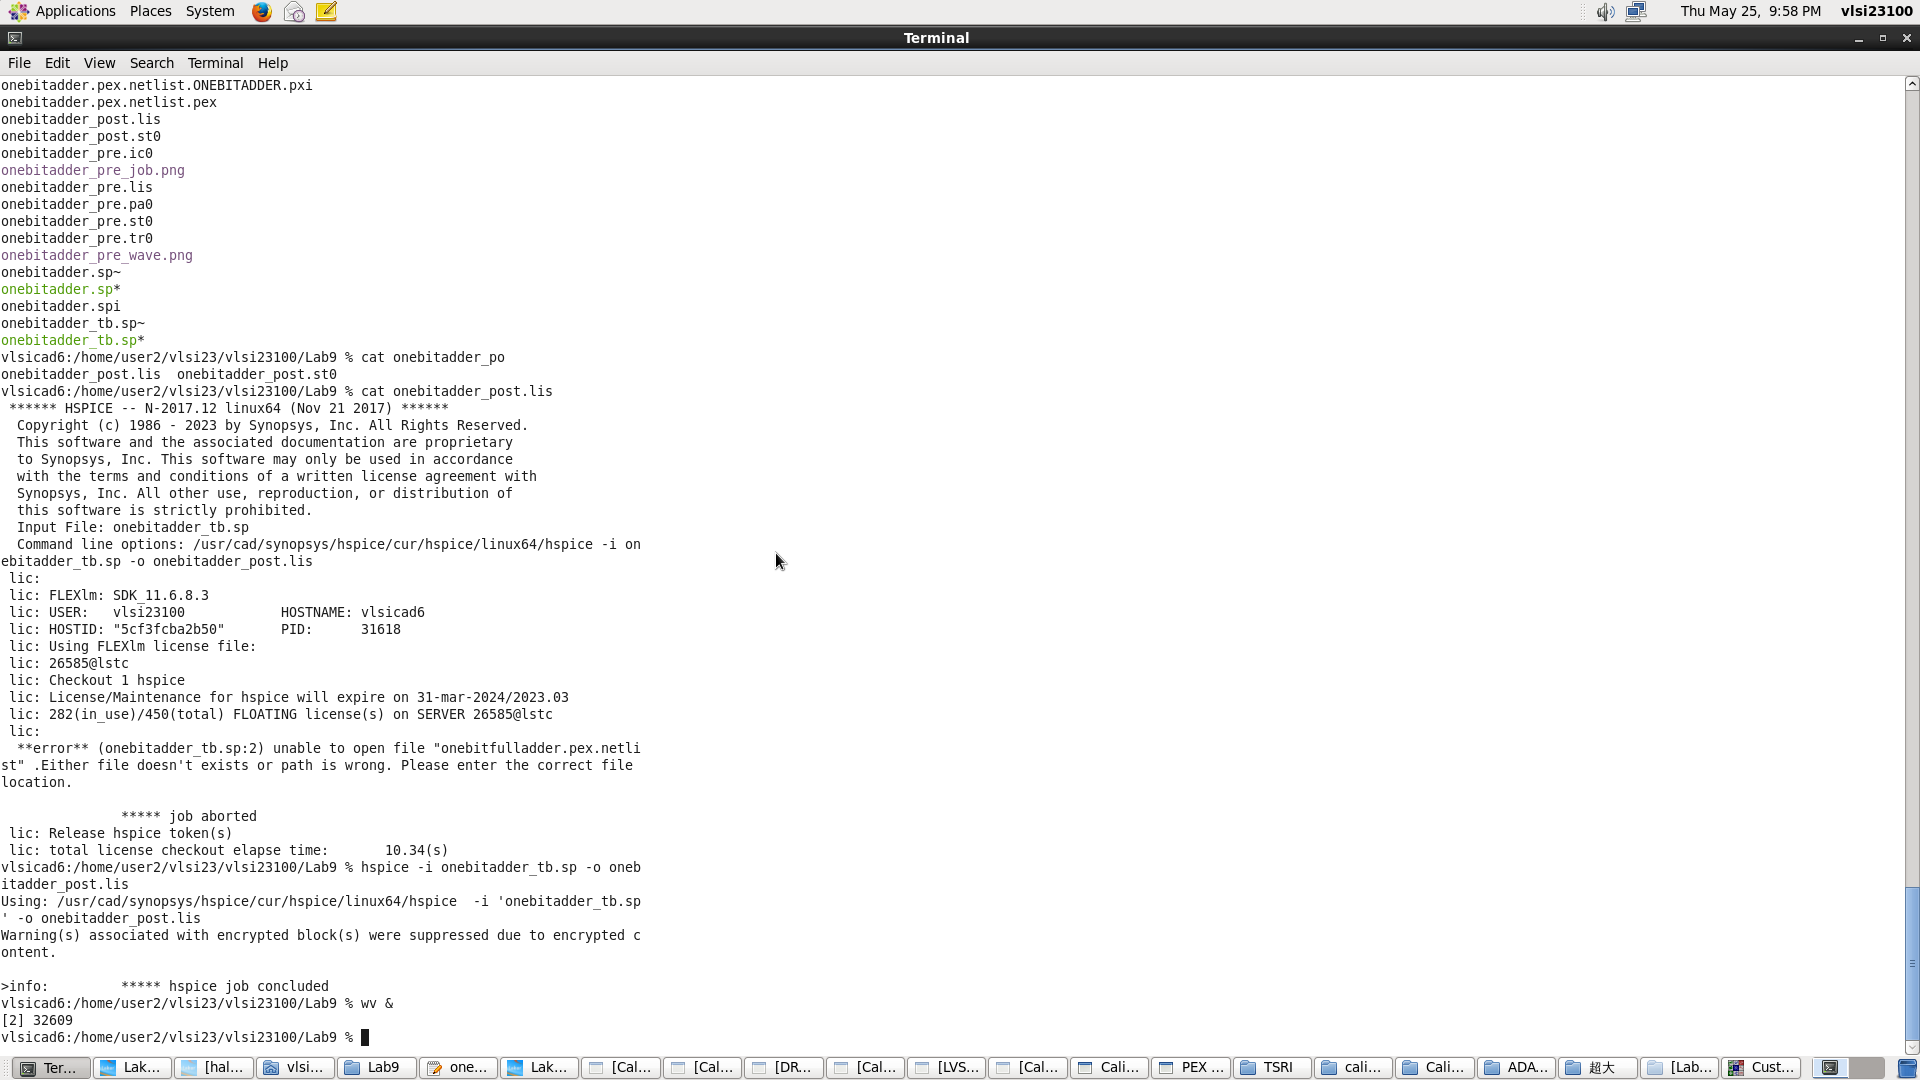 Applications Places System Thu May 25, 9:58 PM vlsi23100
Terminal
File Edit View Search Terminal Help
onebitadder.pex.netlist.ONEBITADDER.pxi
onebitadder.pex.netlist.pex
onebitadder_post.lis
onebitadder_post.st0
onebitadder_pre.ic0
onebitadder_pre_job.png
onebitadder_pre.lis
onebitadder_pre.pa0
onebitadder_pre.st0
onebitadder_pre.tr0
onebitadder_pre_wave.png
onebitadder.sp~
onebitadder.sp*
onebitadder.spi
onebitadder_tb.sp~
onebitadder_tb.sp*
vlsicad6:/home/user2/vlsi23/vlsi23100/Lab9 % cat onebitadder_po
onebitadder_post.lis  onebitadder_post.st0
vlsicad6:/home/user2/vlsi23/vlsi23100/Lab9 % cat onebitadder_post.lis
****** HSPICE -- N-2017.12 linux64 (Nov 21 2017) ******
Copyright (c) 1986 - 2023 by Synopsys, Inc. All Rights Reserved.
This software and the associated documentation are proprietary
to Synopsys, Inc. This software may only be used in accordance
with the terms and conditions of a written license agreement with
Synopsys, Inc. All other use, reproduction, or distribution of
this software is strictly prohibited.
Input File: onebitadder_tb.sp
Command line options: /usr/cad/synopsys/hspice/cur/hspice/linux64/hspice -i on
ebitadder_tb.sp -o onebitadder_post.lis
lic:
lic: FLEXlm: SDK_11.6.8.3
lic: USER:   vlsi23100            HOSTNAME: vlsicad6
lic: HOSTID: "5cf3fcba2b50"       PID:      31618
lic: Using FLEXlm license file:
lic: 26585@lstc
lic: Checkout 1 hspice
lic: License/Maintenance for hspice will expire on 31-mar-2024/2023.03
lic: 282(in_use)/450(total) FLOATING license(s) on SERVER 26585@lstc
lic:
**error** (onebitadder_tb.sp:2) unable to open file "onebitfulladder.pex.netli
st" .Either file doesn't exists or path is wrong. Please enter the correct file
location.
***** job aborted
lic: Release hspice token(s)
lic: total license checkout elapse time:       10.34(s)
vlsicad6:/home/user2/vlsi23/vlsi23100/Lab9 % hspice -i onebitadder_tb.sp -o oneb
itadder_post.lis
Using: /usr/cad/synopsys/hspice/cur/hspice/linux64/hspice  -i 'onebitadder_tb.sp
' -o onebitadder_post.lis
Warning(s) associated with encrypted block(s) were suppressed due to encrypted c
ontent.
>info:         ***** hspice job concluded
vlsicad6:/home/user2/vlsi23/vlsi23100/Lab9 % wv &
[2] 32609
vlsicad6:/home/user2/vlsi23/vlsi23100/Lab9 %
Ter... Lak... [hal... vlsi... Lab9 one... Lak... [Cal... [Cal... [DR... [Cal... [LVS... [Cal... Cali... PEX ... TSRI cali... Cali... ADA... 超大 [Lab... Cust...